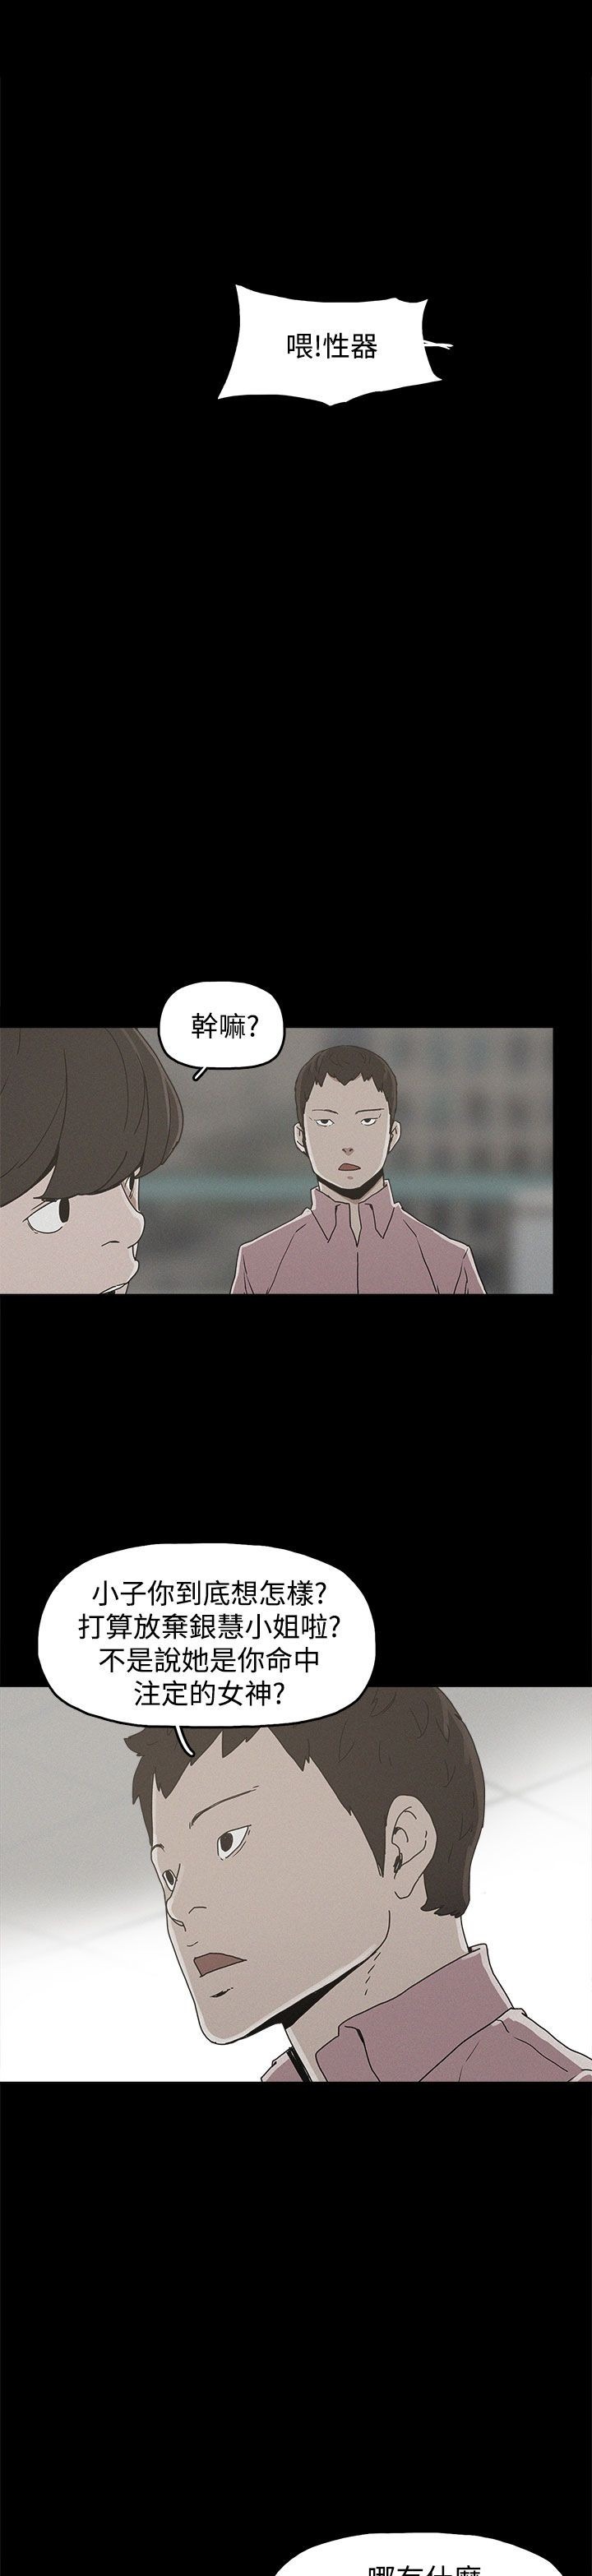 喂!性器
幹嘛?
小子你到底想怎樣?
打算放棄銀慧小姐啦?
不是說她是你命中
注定的女神?
哪有什麼